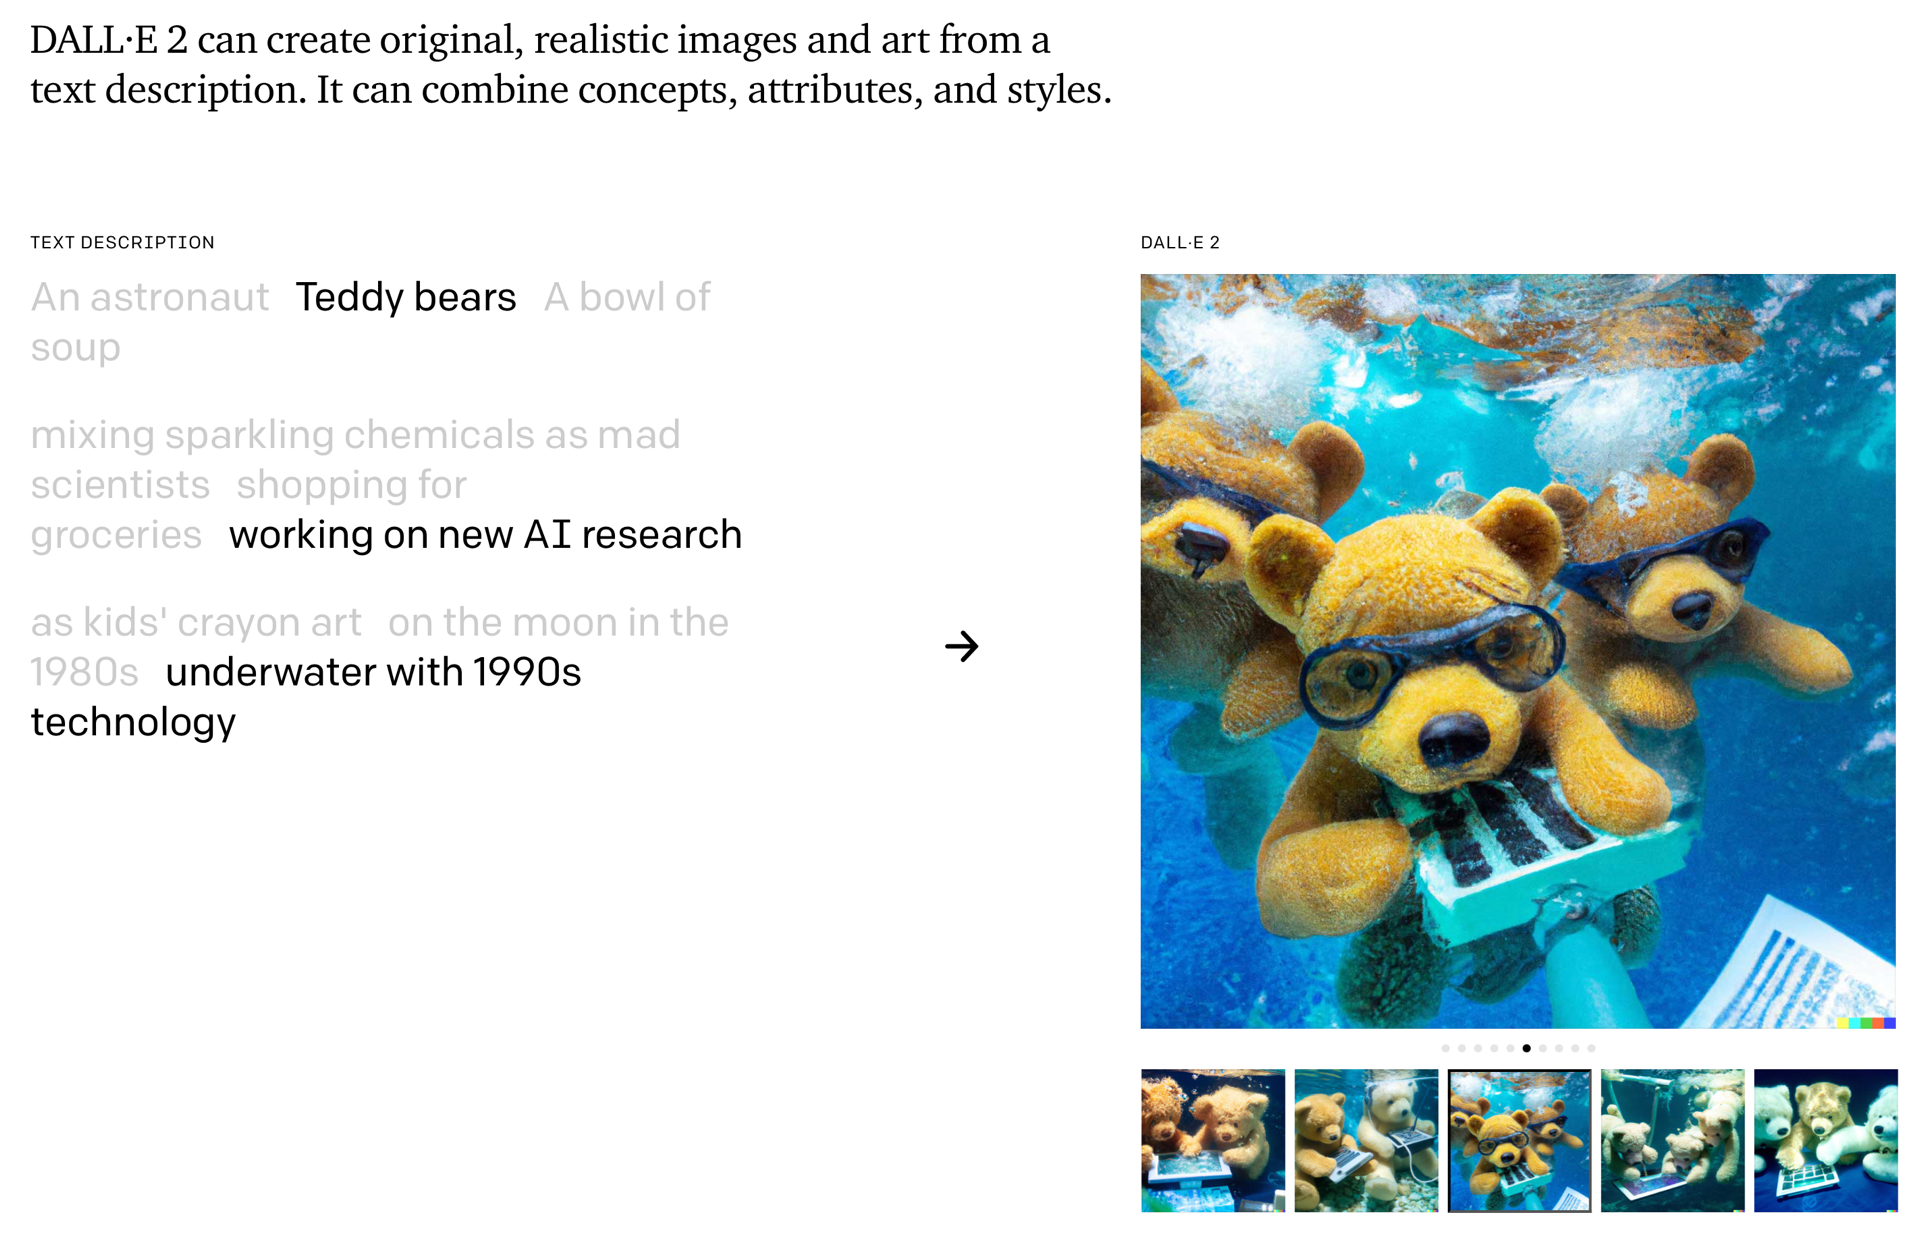 DALL·E 2 can create original, realistic images and art from a
text description. It can combine concepts, attributes, and styles.
TEXT DESCRIPTION
An astronaut Teddy bears A bowl of
soup
mixing sparkling chemicals as mad
scientists shopping for
groceries working on new AI research
as kids' crayon art on the moon in the
1980s underwater with 1990s
technology
DALL·E 2